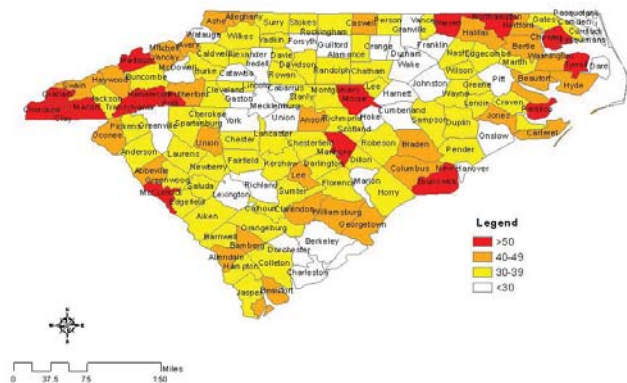 Alleghany
Ashe
Surry
Stokes
Caswell
Person
Vance
Warren
Northampton
Gates
Pasquotank
Camden
Currituck
Perquimans
Watauga
Wilkes
Yadkin
Forsyth
Rockingham
Guilford
Alamance
Orange
Granville
Durham
Franklin
Halifax
Hertford
Bertie
Chowan
Mitchell
Avery
Yancey
Madison
Caldwell
Alexander
Iredell
Davie
Davidson
Randolph
Chatham
Wake
Nash
Edgecombe
Martin
Washington
Tyrrell
Dare
McDowell
Burke
Catawba
Rowan
Lee
Johnston
Wilson
Pitt
Beaufort
Hyde
Swain
Haywood
Buncombe
Rutherford
Cleveland
Lincoln
Gaston
Cabarrus
Stanly
Montgomery
Moore
Harnett
Wayne
Greene
Lenoir
Craven
Pamlico
Graham
Cherokee
Clay
Macon
Jackson
Transylvania
Henderson
Polk
Mecklenburg
Union
Anson
Richmond
Scotland
Hoke
Cumberland
Sampson
Duplin
Jones
Onslow
Carteret
Oconee
Pickens
Greenville
Spartanburg
Cherokee
York
Lancaster
Chester
Chesterfield
Marlboro
Robeson
Bladen
Pender
New Hanover
Anderson
Laurens
Union
Fairfield
Kershaw
Darlington
Dillon
Columbus
Brunswick
Abbeville
Greenwood
Newberry
Lee
Florence
Marion
Horry
McCormick
Saluda
Edgefield
Lexington
Richland
Sumter
Aiken
Calhoun
Clarendon
Williamsburg
Georgetown
Orangeburg
Barnwell
Bamberg
Dorchester
Berkeley
Allendale
Hampton
Colleton
Charleston
Jasper
Beaufort
Legend
>50
40-49
30-39
<30
N
W E
S
Miles
0 37.5 75 150